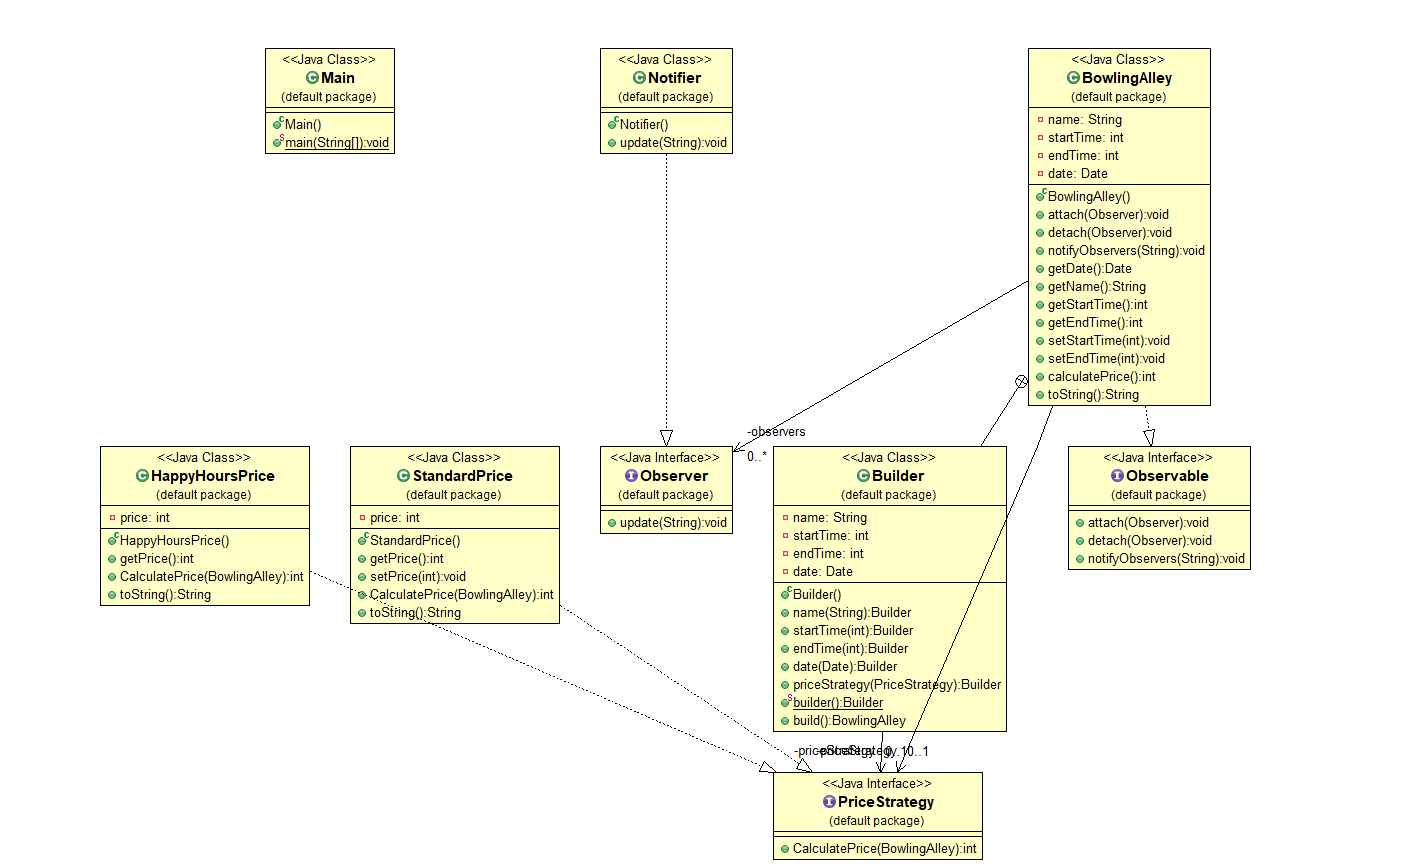 <<Java Class>>
Main
(default package)
Main()
main(String[]):void
<<Java Class>>
Notifier
(default package)
Notifier()
update(String):void
<<Java Class>>
BowlingAlley
(default package)
name: String
startTime: int
endTime: int
date: Date
BowlingAlley()
attach(Observer):void
detach(Observer):void
notifyObservers(String):void
getDate():Date
getName():String
getStartTime():int
getEndTime():int
setStartTime(int):void
setEndTime(int):void
calculatePrice():int
toString():String
-observers
0..*
<<Java Class>>
HappyHoursPrice
(default package)
price: int
HappyHoursPrice()
getPrice():int
CalculatePrice(BowlingAlley):int
toString():String
<<Java Class>>
StandardPrice
(default package)
price: int
StandardPrice()
getPrice():int
setPrice(int):void
CalculatePrice(BowlingAlley):int
toString():String
<<Java Interface>>
Observer
(default package)
update(String):void
<<Java Class>>
Builder
(default package)
name: String
startTime: int
endTime: int
date: Date
Builder()
name(String):Builder
startTime(int):Builder
endTime(int):Builder
date(Date):Builder
priceStrategy(PriceStrategy):Builder
builder():Builder
build():BowlingAlley
<<Java Interface>>
Observable
(default package)
attach(Observer):void
detach(Observer):void
notifyObservers(String):void
-priceStrategy
-priceStrategy
0..1
0..1
<<Java Interface>>
PriceStrategy
(default package)
CalculatePrice(BowlingAlley):int